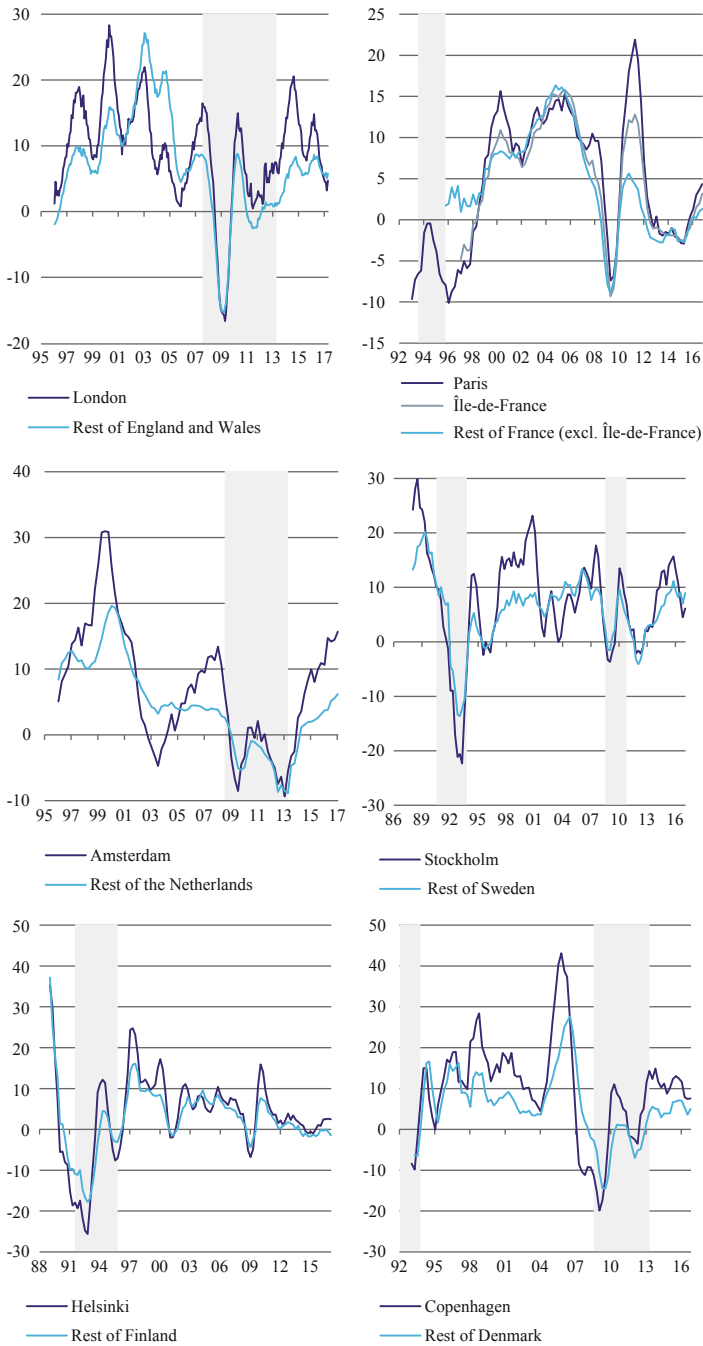 30
20
10
0
-10
-20
95 97 99 01 03 05 07 09 11 13 15 17
London
Rest of England and Wales
25
20
15
10
5
0
-5
-10
-15
92 94 96 98 00 02 04 06 08 10 12 14 16
Paris
Île-de-France
Rest of France (excl. Île-de-France)
40
30
20
10
0
-10
95 97 99 01 03 05 07 09 11 13 15 17
Amsterdam
Rest of the Netherlands
30
20
10
0
-10
-20
-30
86 89 92 95 98 01 04 07 10 13 16
Stockholm
Rest of Sweden
50
40
30
20
10
0
-10
-20
-30
88 91 94 97 00 03 06 09 12 15
Helsinki
Rest of Finland
50
40
30
20
10
0
-10
-20
-30
92 95 98 01 04 07 10 13 16
Copenhagen
Rest of Denmark